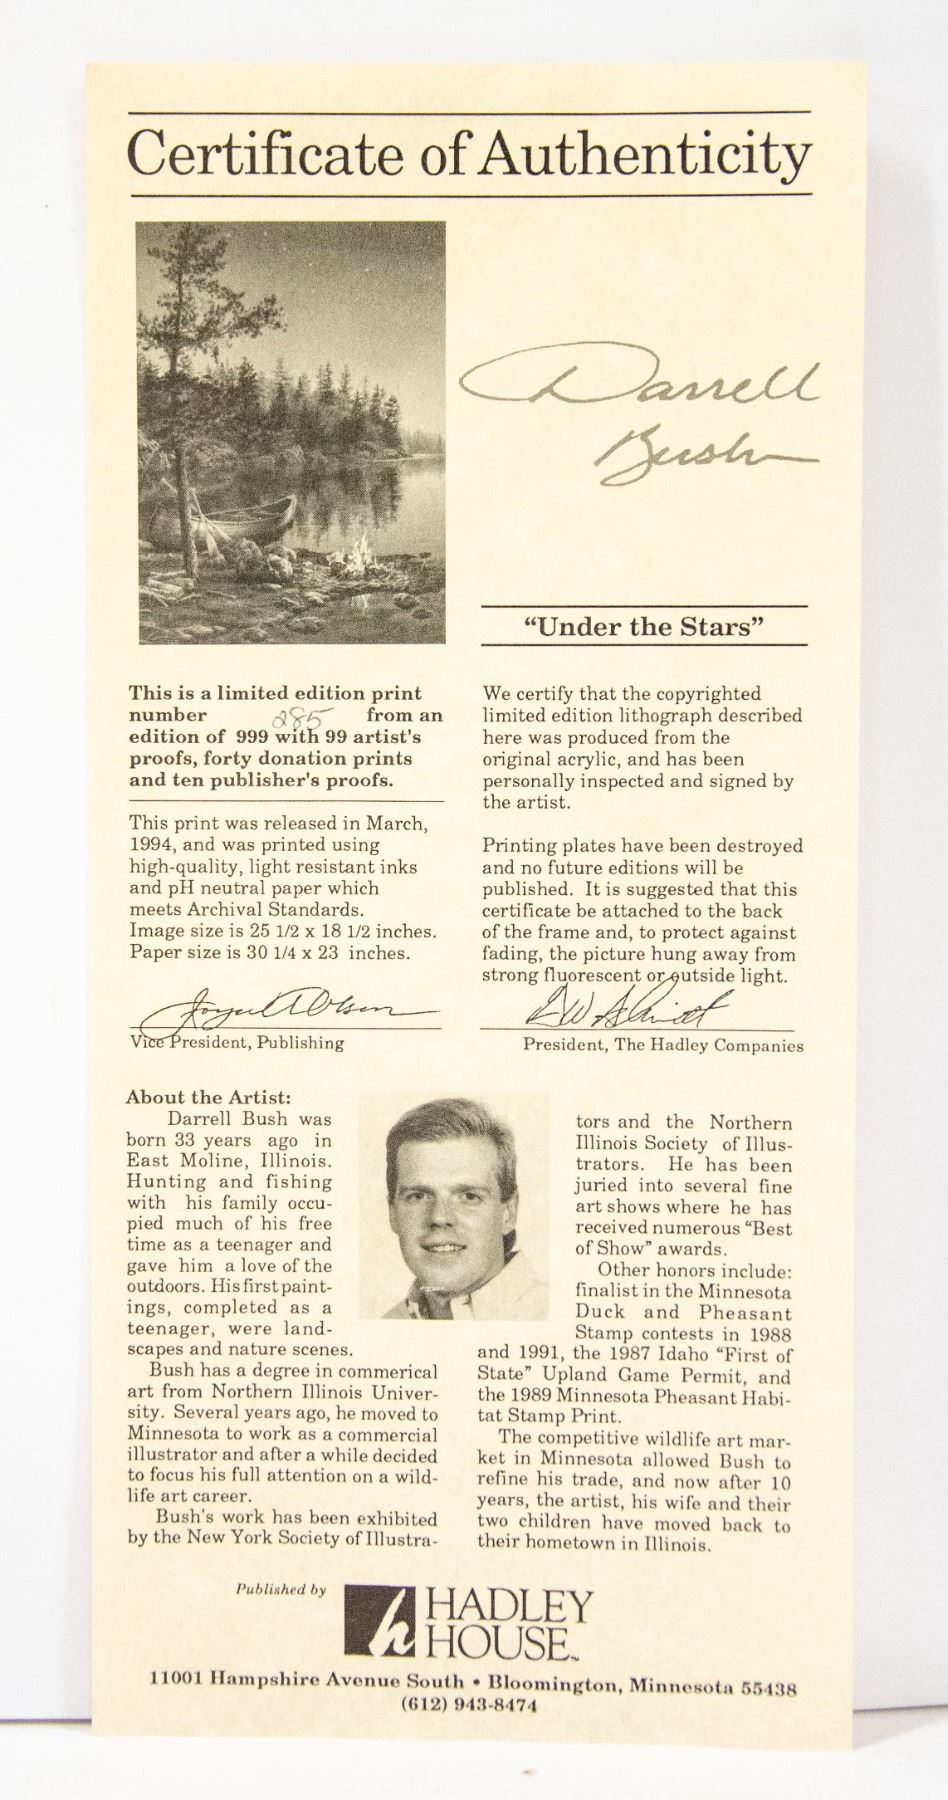 Certificate of Authenticity
Darrell
Bush
“Under the Stars”
This is a limited edition print
number 285 from an
edition of 999 with 99 artist's
proofs, forty donation prints
and ten publisher's proofs.
This print was released in March,
1994, and was printed using
high-quality, light resistant inks
and pH neutral paper which
meets Archival Standards.
Image size is 25 1/2 x 18 1/2 inches.
Paper size is 30 1/4 x 23 inches.
Vice President, Publishing
We certify that the copyrighted
limited edition lithograph described
here was produced from the
original acrylic, and has been
personally inspected and signed by
the artist.
Printing plates have been destroyed
and no future editions will be
published. It is suggested that this
certificate be attached to the back
of the frame and, to protect against
fading, the picture hung away from
strong fluorescent or outside light.
President, The Hadley Companies
About the Artist:
Darrell Bush was
born 33 years ago in
East Moline, Illinois.
Hunting and fishing
with his family occu-
pied much of his free
time as a teenager and
gave him a love of the
outdoors. His first paint-
ings, completed as a
teenager, were land-
scapes and nature scenes.
Bush has a degree in commerical
art from Northern Illinois Univer-
sity. Several years ago, he moved to
Minnesota to work as a commercial
illustrator and after a while decided
to focus his full attention on a wild-
life art career.
Bush's work has been exhibited
by the New York Society of Illustra-
tors and the Northern
Illinois Society of Illus-
trators. He has been
juried into several fine
art shows where he has
received numerous “Best
of Show” awards.
Other honors include:
finalist in the Minnesota
Duck and Pheasant
Stamp contests in 1988
and 1991, the 1987 Idaho “First of
State” Upland Game Permit, and
the 1989 Minnesota Pheasant Habi-
tat Stamp Print.
The competitive wildlife art mar-
ket in Minnesota allowed Bush to
refine his trade, and now after 10
years, the artist, his wife and their
two children have moved back to
their hometown in Illinois.
Published by
h HADLEY
HOUSE™
11001 Hampshire Avenue South • Bloomington, Minnesota 55438
(612) 943-8474